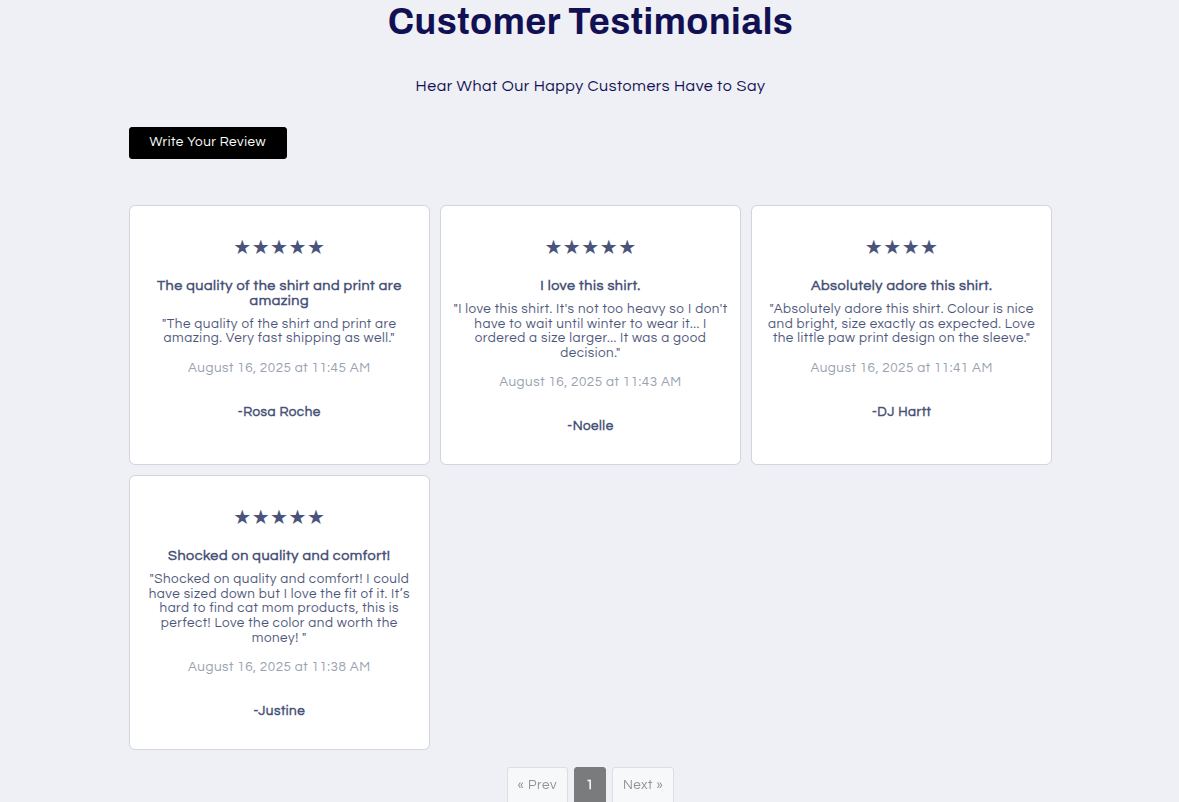 Customer Testimonials
Hear What Our Happy Customers Have to Say
Write Your Review
★★★★★
The quality of the shirt and print are
amazing
"The quality of the shirt and print are
amazing. Very fast shipping as well."
August 16, 2025 at 11:45 AM
-Rosa Roche
★★★★★
I love this shirt.
"I love this shirt. It's not too heavy so I don't
have to wait until winter to wear it... I
ordered a size larger... It was a good
decision."
August 16, 2025 at 11:43 AM
-Noelle
★★★★
Absolutely adore this shirt.
"Absolutely adore this shirt. Colour is nice
and bright, size exactly as expected. Love
the little paw print design on the sleeve."
August 16, 2025 at 11:41 AM
-DJ Hartt
★★★★★
Shocked on quality and comfort!
"Shocked on quality and comfort! I could
have sized down but I love the fit of it. It’s
hard to find cat mom products, this is
perfect! Love the color and worth the
money! "
August 16, 2025 at 11:38 AM
-Justine
« Prev 1 Next »